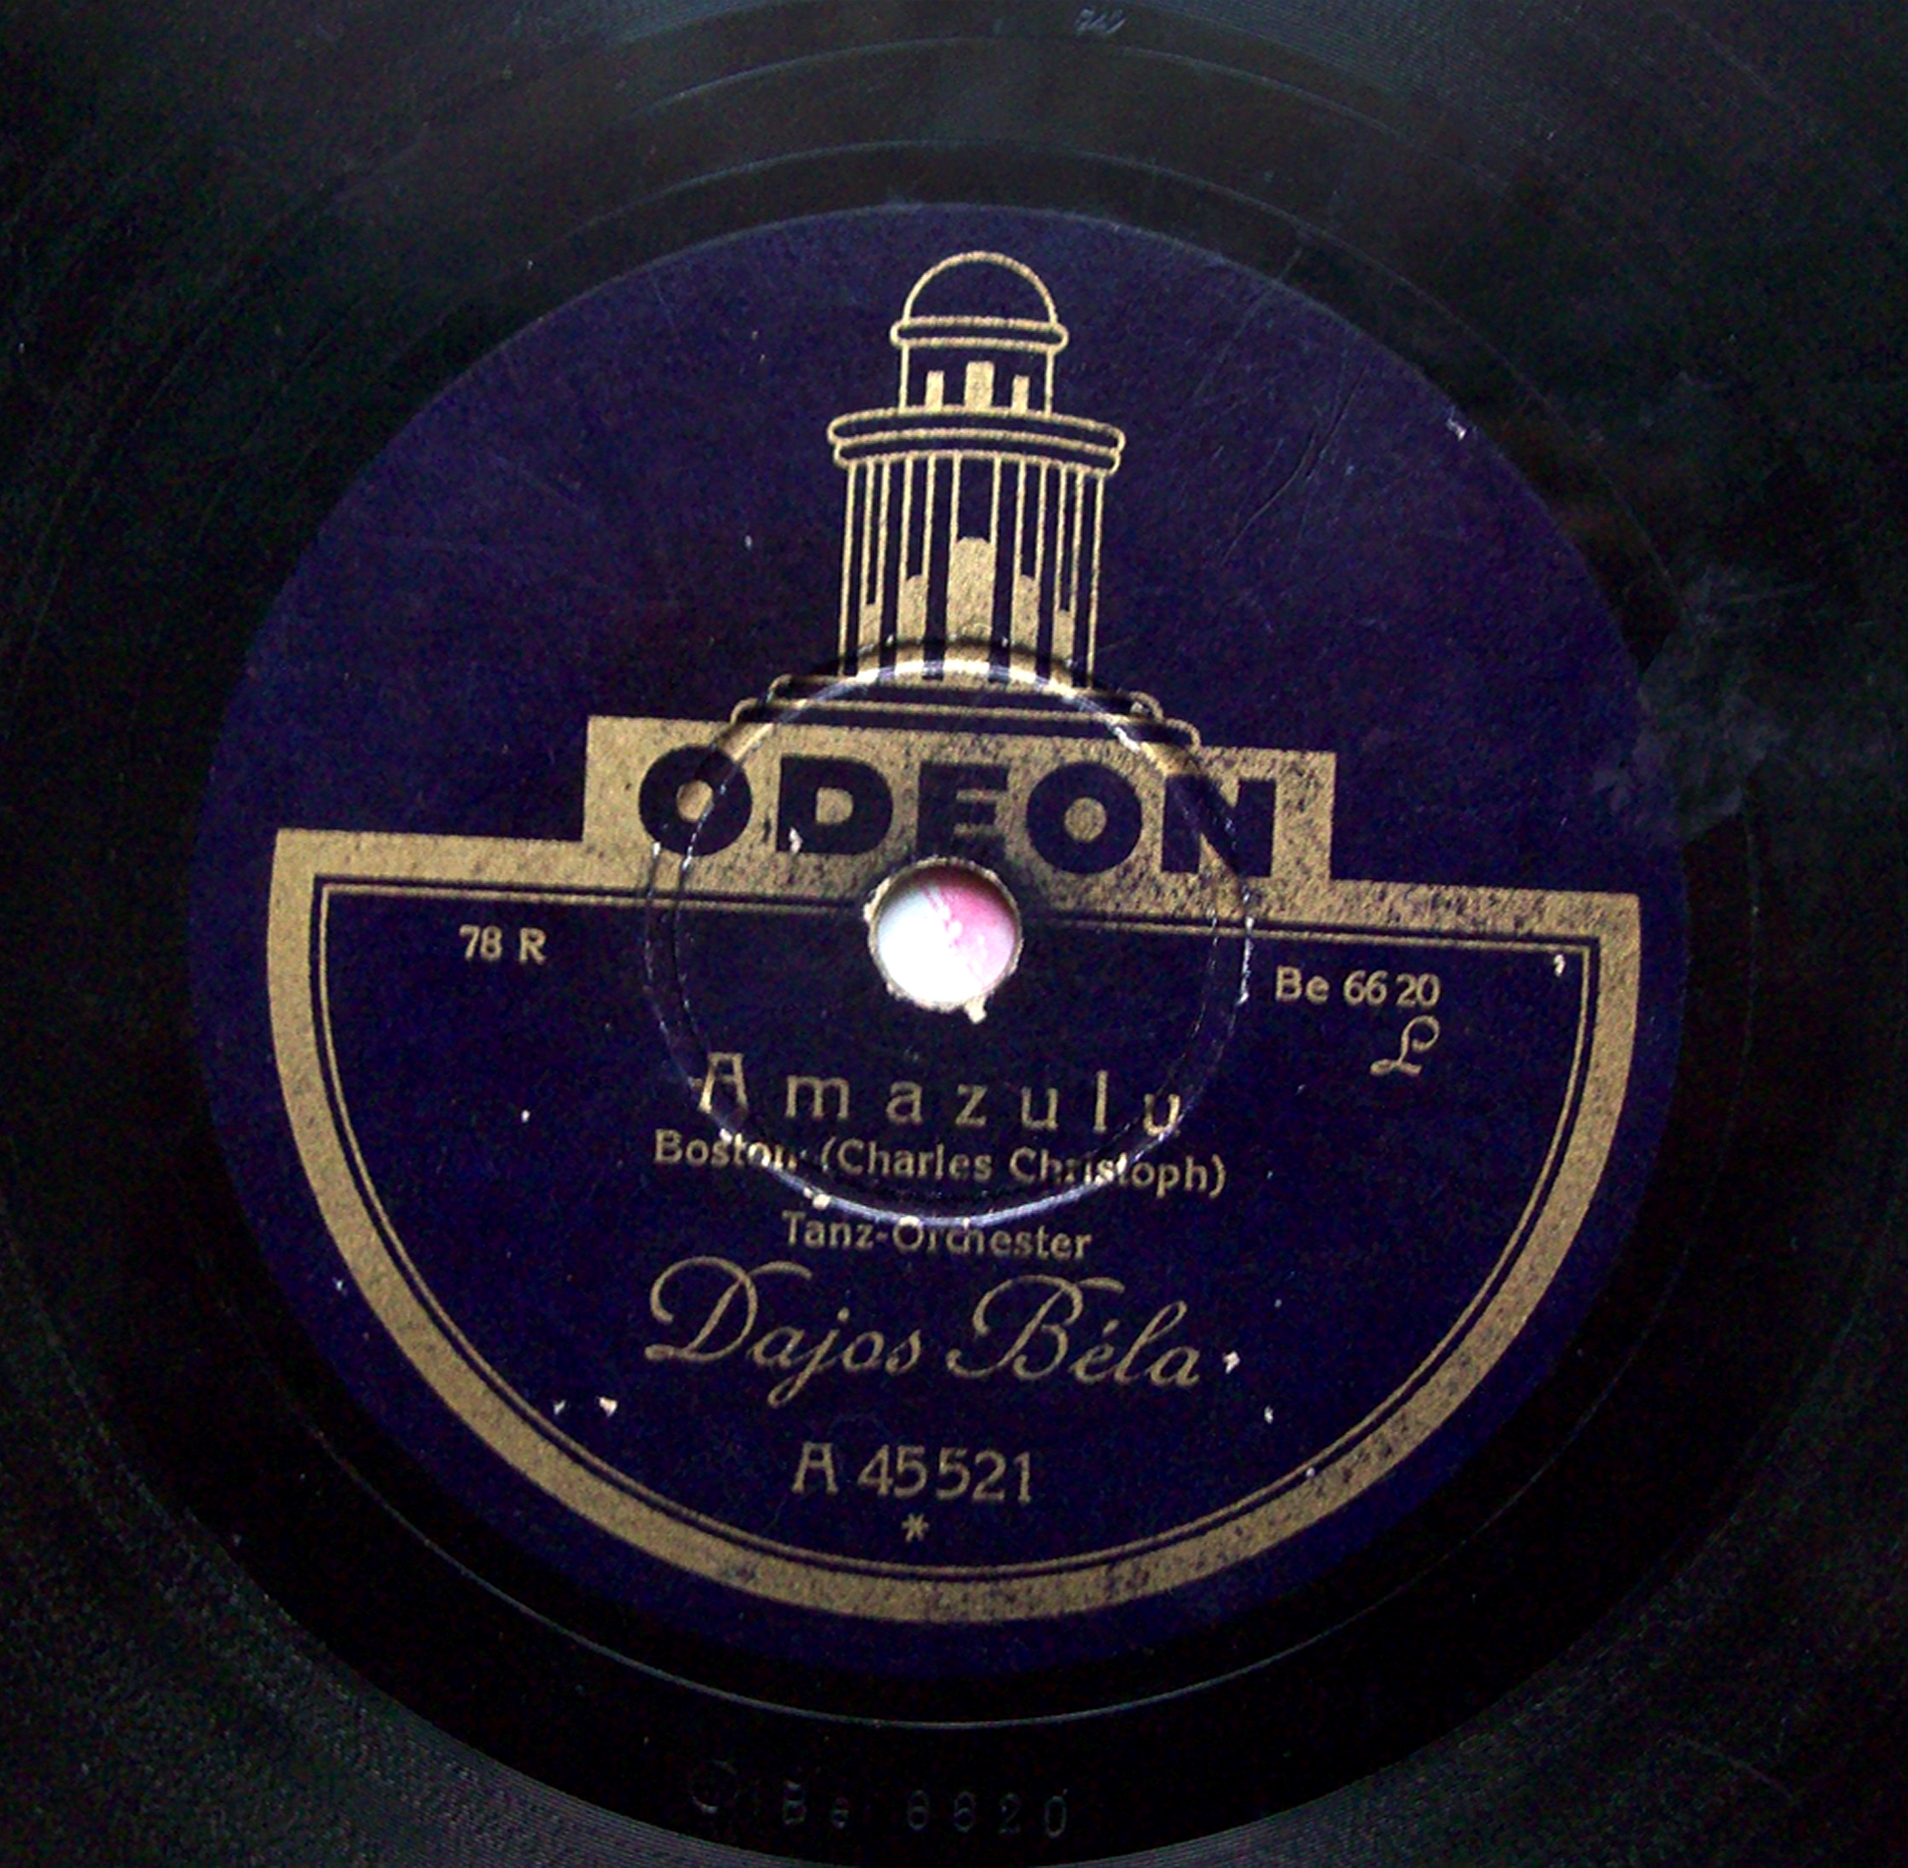 ODEON
78 R
Be 6620
L
Amazulu
Boston (Charles Christoph)
Tanz-Orchester
Dajos Béla
A 45521
*
Be 6620